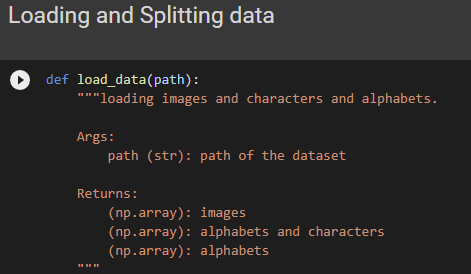 Loading and Splitting data
def load_data(path):
"""loading images and characters and alphabets.
Args:
path (str): path of the dataset
Returns:
(np.array): images
(np.array): alphabets and characters
(np.array): alphabets
"""